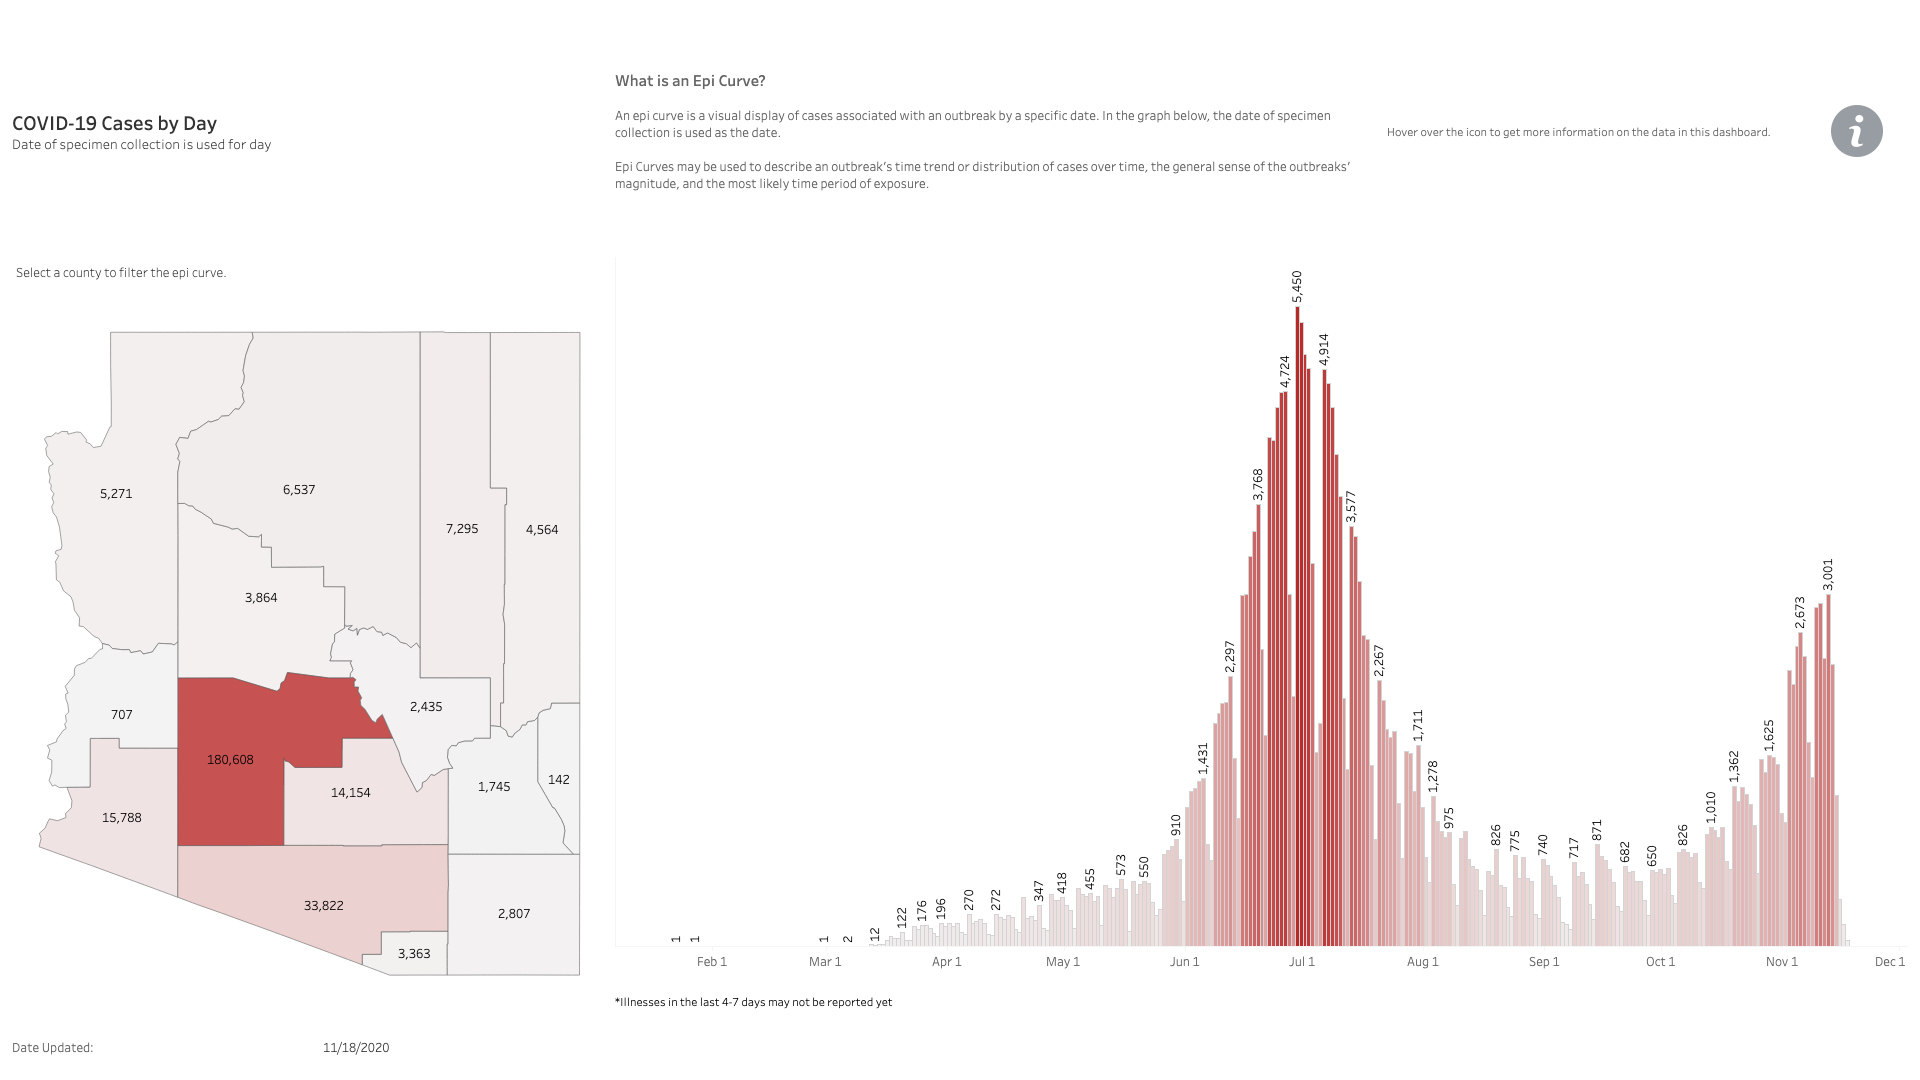 What is an Epi Curve?
COVID-19 Cases by Day
Date of specimen collection is used for day
An epi curve is a visual display of cases associated with an outbreak by a specific date. In the graph below, the date of specimen
collection is used as the date.
Epi Curves may be used to describe an outbreak's time trend or distribution of cases over time, the general sense of the outbreaks'
magnitude, and the most likely time period of exposure.
Hover over the icon to get more information on the data in this dashboard.
i
Select a county to filter the epi curve.
5,271
6,537
7,295
4,564
3,864
707
2,435
180,608
1,745
142
14,154
15,788
33,822
2,807
3,363
1
1
1
2
12
122
176
196
270
272
347
418
455
573
550
910
1,431
2,297
3,768
4,724
5,450
4,914
3,577
2,267
1,711
1,278
975
826
775
740
717
871
682
650
826
1,010
1,362
1,625
2,673
3,001
Feb 1
Mar 1
Apr 1
May 1
Jun 1
Jul 1
Aug 1
Sep 1
Oct 1
Nov 1
Dec 1
*Illnesses in the last 4-7 days may not be reported yet
Date Updated:
11/18/2020